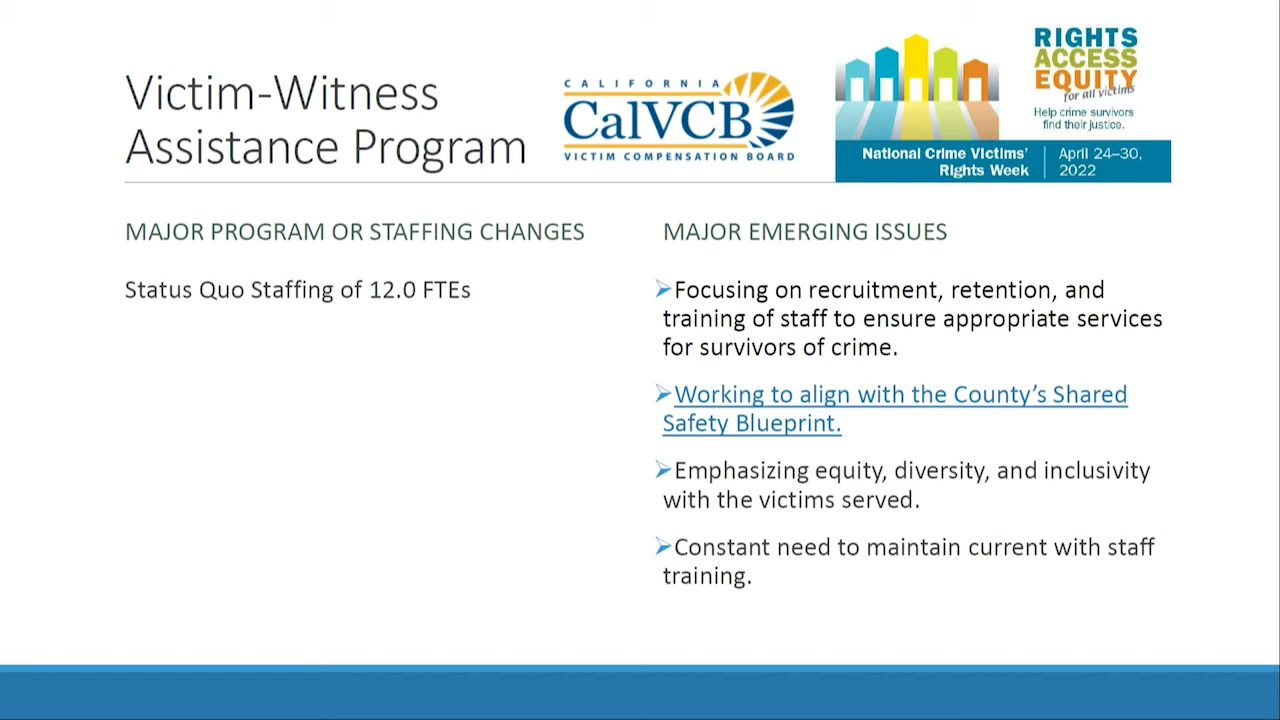 Victim-Witness
Assistance Program
CALIFORNIA
CalVCB
VICTIM COMPENSATION BOARD
RIGHTS
ACCESS
EQUITY
for all victims
Help crime survivors
find their justice.
National Crime Victims'
Rights Week
April 24–30,
2022
MAJOR PROGRAM OR STAFFING CHANGES
Status Quo Staffing of 12.0 FTEs
MAJOR EMERGING ISSUES
Focusing on recruitment, retention, and
training of staff to ensure appropriate services
for survivors of crime.
Working to align with the County's Shared
Safety Blueprint.
Emphasizing equity, diversity, and inclusivity
with the victims served.
Constant need to maintain current with staff
training.